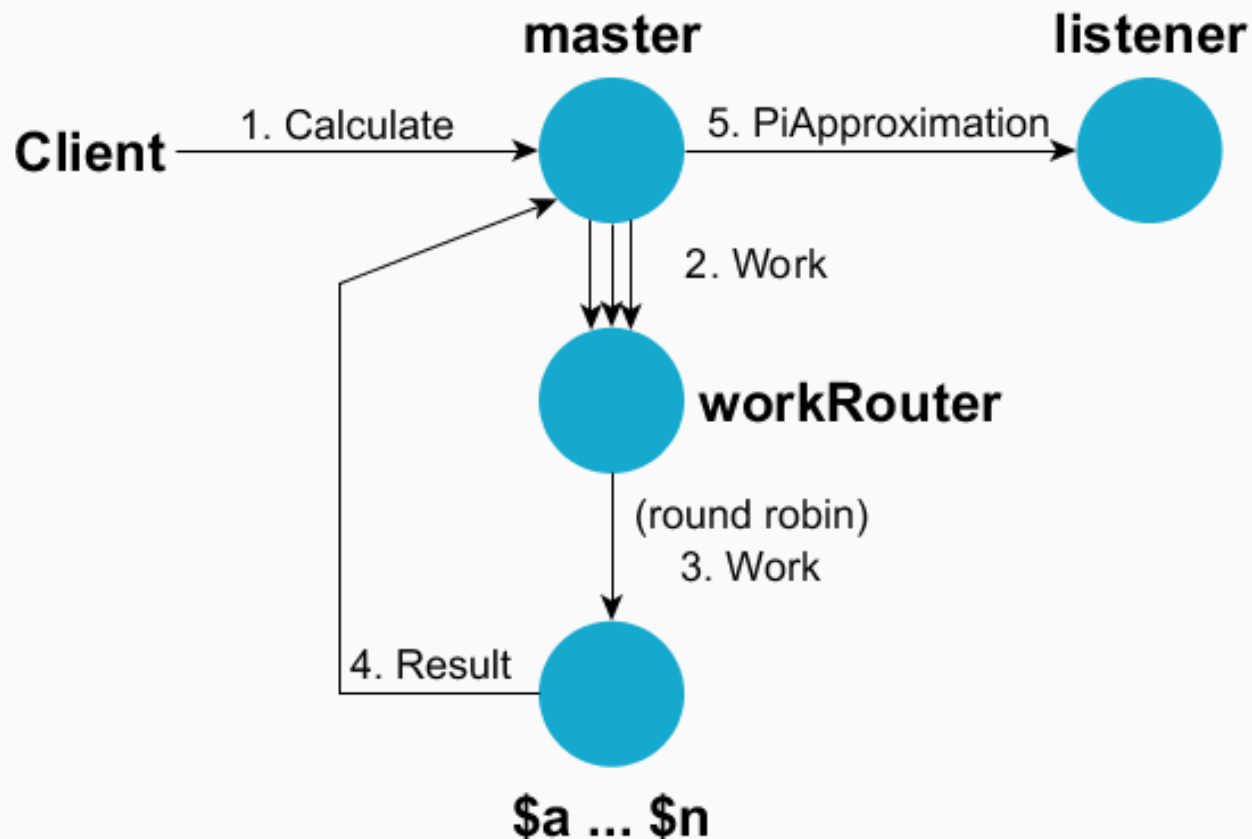 master
listener
1. Calculate
5. PiApproximation
Client
2. Work
workRouter
(round robin)
3. Work
4. Result
$a ... $n